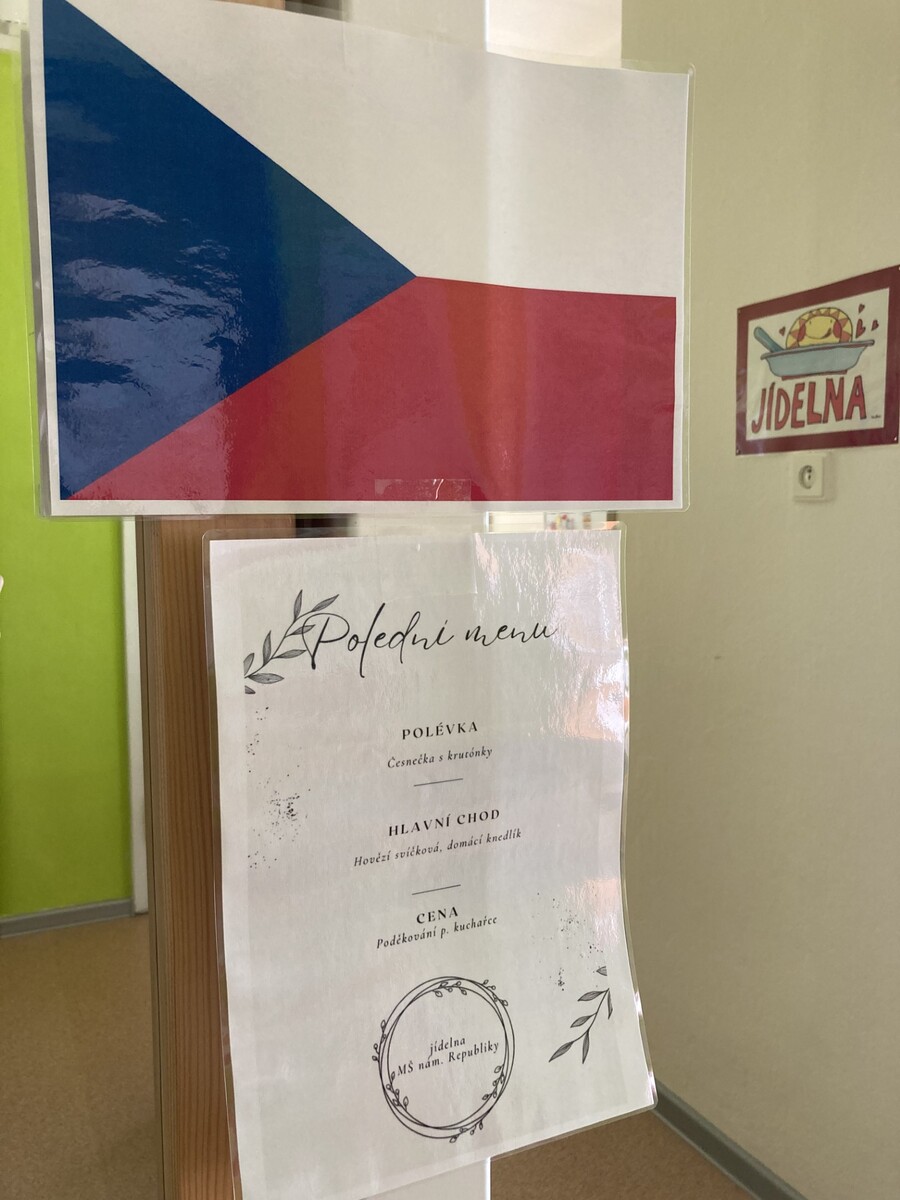 JÍDELNA
Polední menu
POLÉVKA
Česnečka s krutónky
HLAVNÍ CHOD
Hovězí svíčková, domácí knedlík
CENA
Poděkování p. kuchařce
jídelna
MŠ nám. Republiky